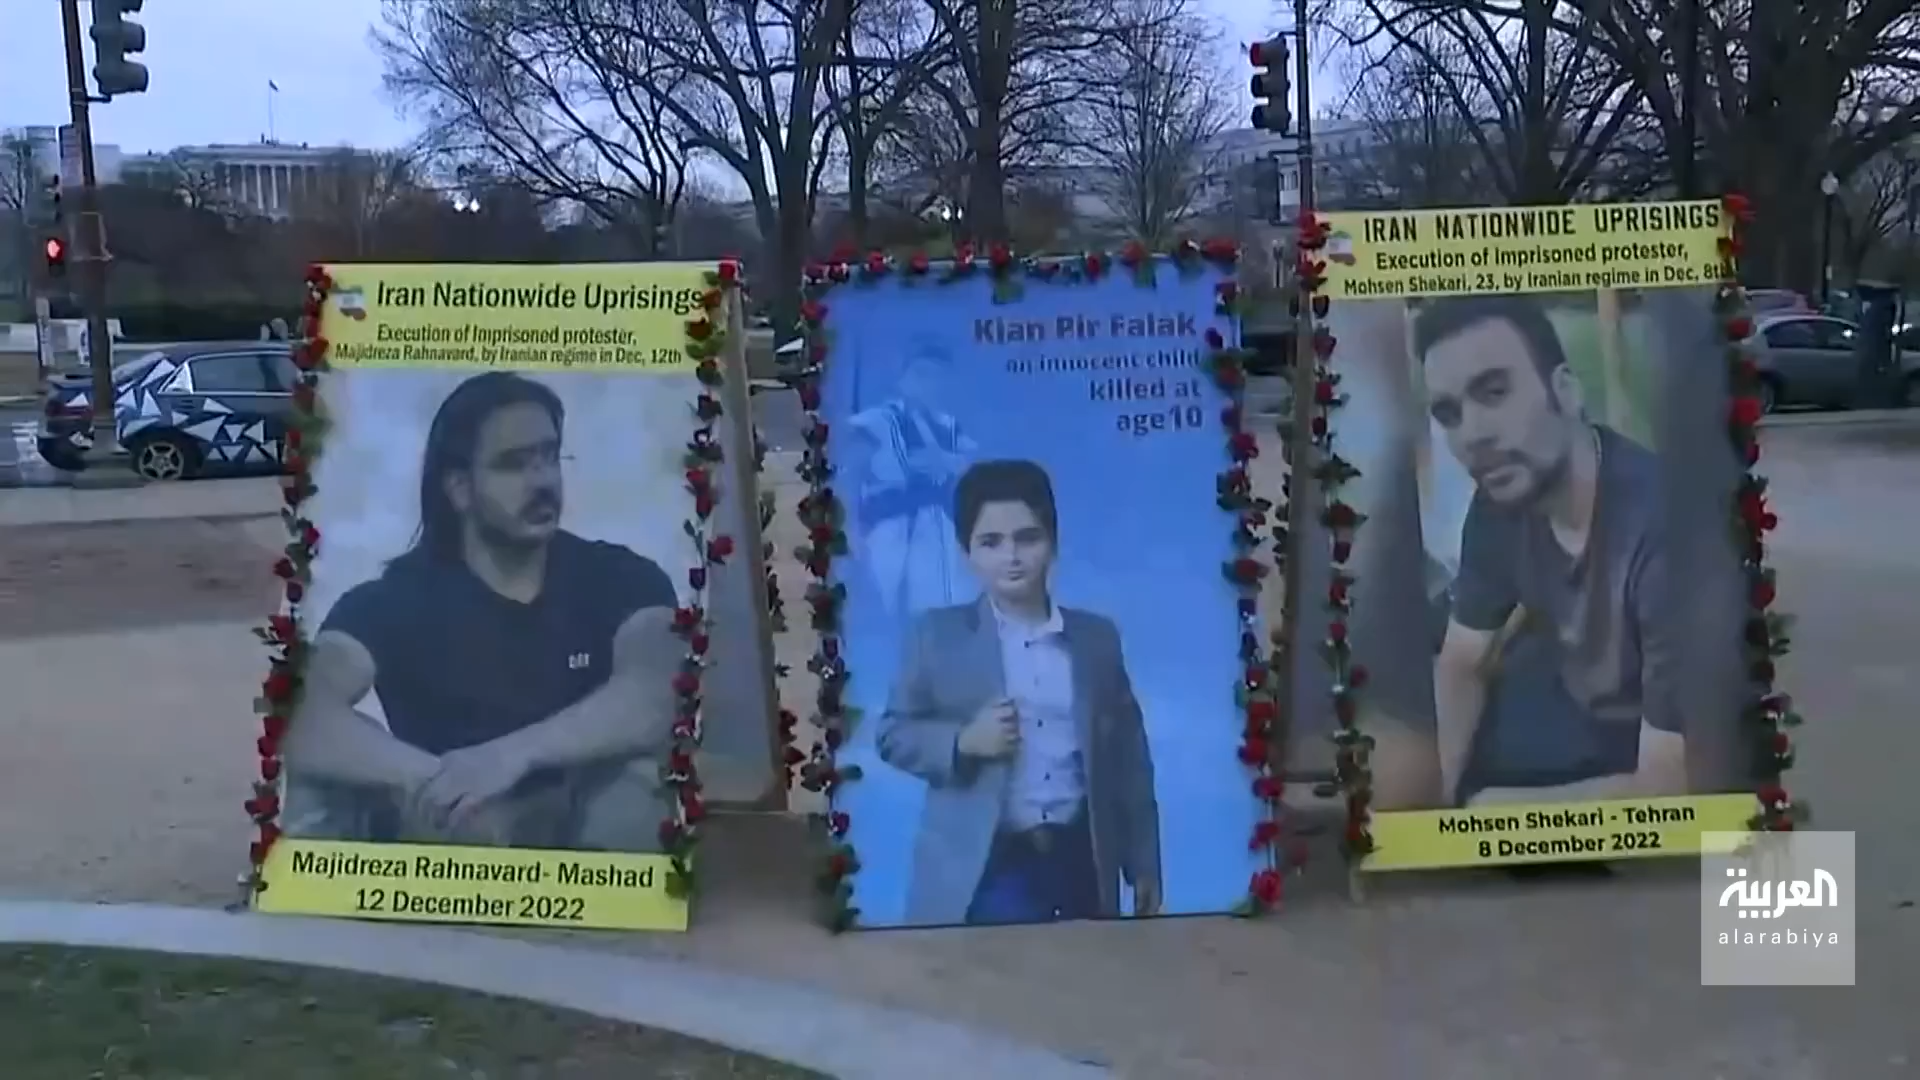 Iran Nationwide Uprisings
Execution of Imprisoned protester,
Majidreza Rahnavard, by Iranian regime in Dec, 12th
Majidreza Rahnavard- Mashad
12 December 2022
Kian Pir Falak
an innocent child
killed at
age 10
IRAN NATIONWIDE UPRISINGS
Execution of Imprisoned protester,
Mohsen Shekari, 23, by Iranian regime in Dec, 8th
Mohsen Shekari - Tehran
8 December 2022
العربية
alarabiya